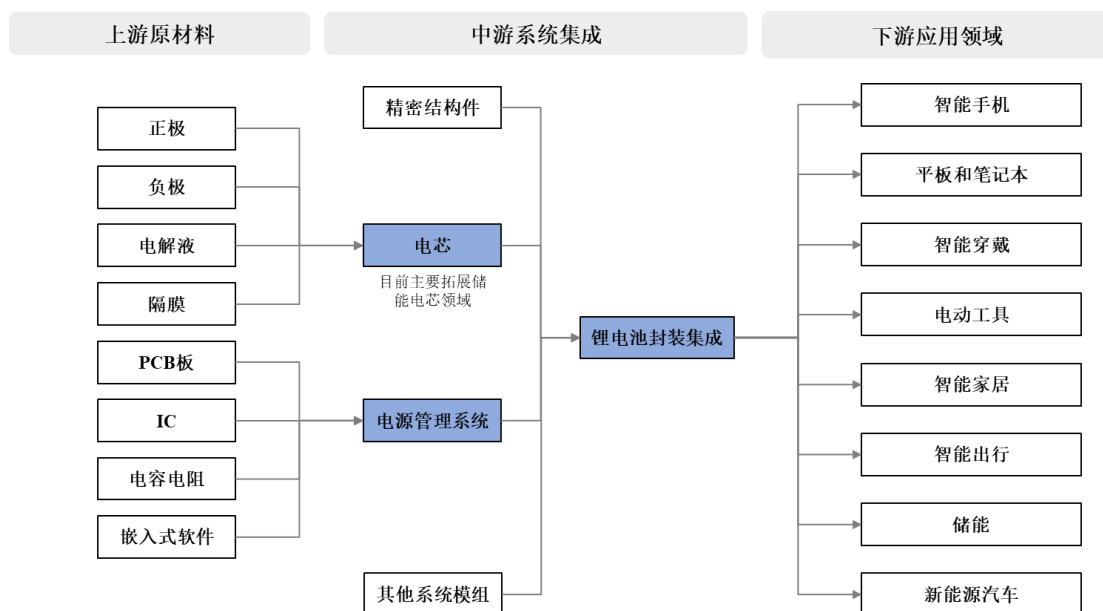 上游原材料
中游系统集成
下游应用领域
正极
负极
电解液
隔膜
PCB板
IC
电容电阻
嵌入式软件
精密结构件
电芯
目前主要拓展储
能电芯领域
电源管理系统
其他系统模组
锂电池封装集成
智能手机
平板和笔记本
智能穿戴
电动工具
智能家居
智能出行
储能
新能源汽车